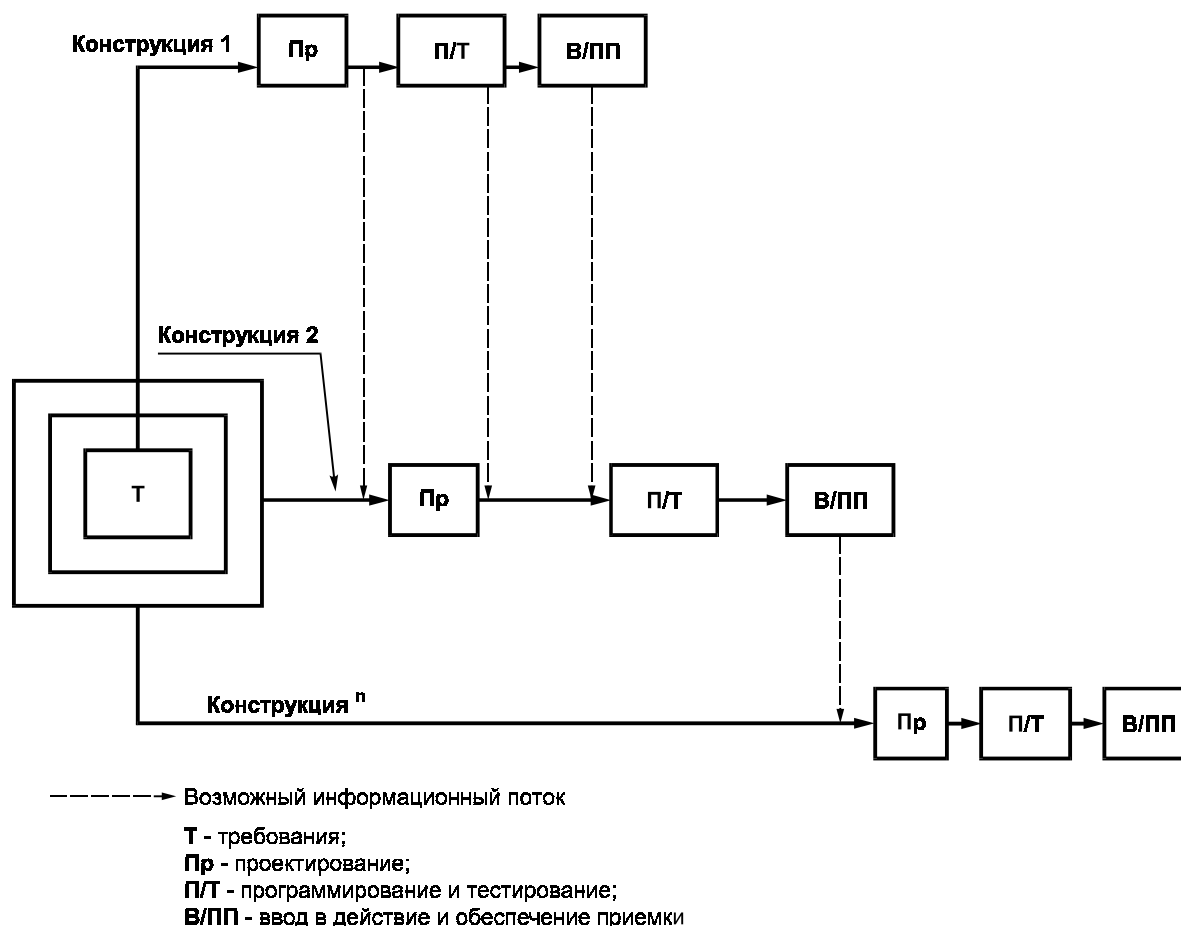 Конструкция 1
Пр
П/Т
В/ПП
Конструкция 2
Т
Пр
П/Т
В/ПП
Конструкция n
Пр
П/Т
В/ПП
Возможный информационный поток
Т - требования;
Пр - проектирование;
П/Т - программирование и тестирование;
В/ПП - ввод в действие и обеспечение приемки